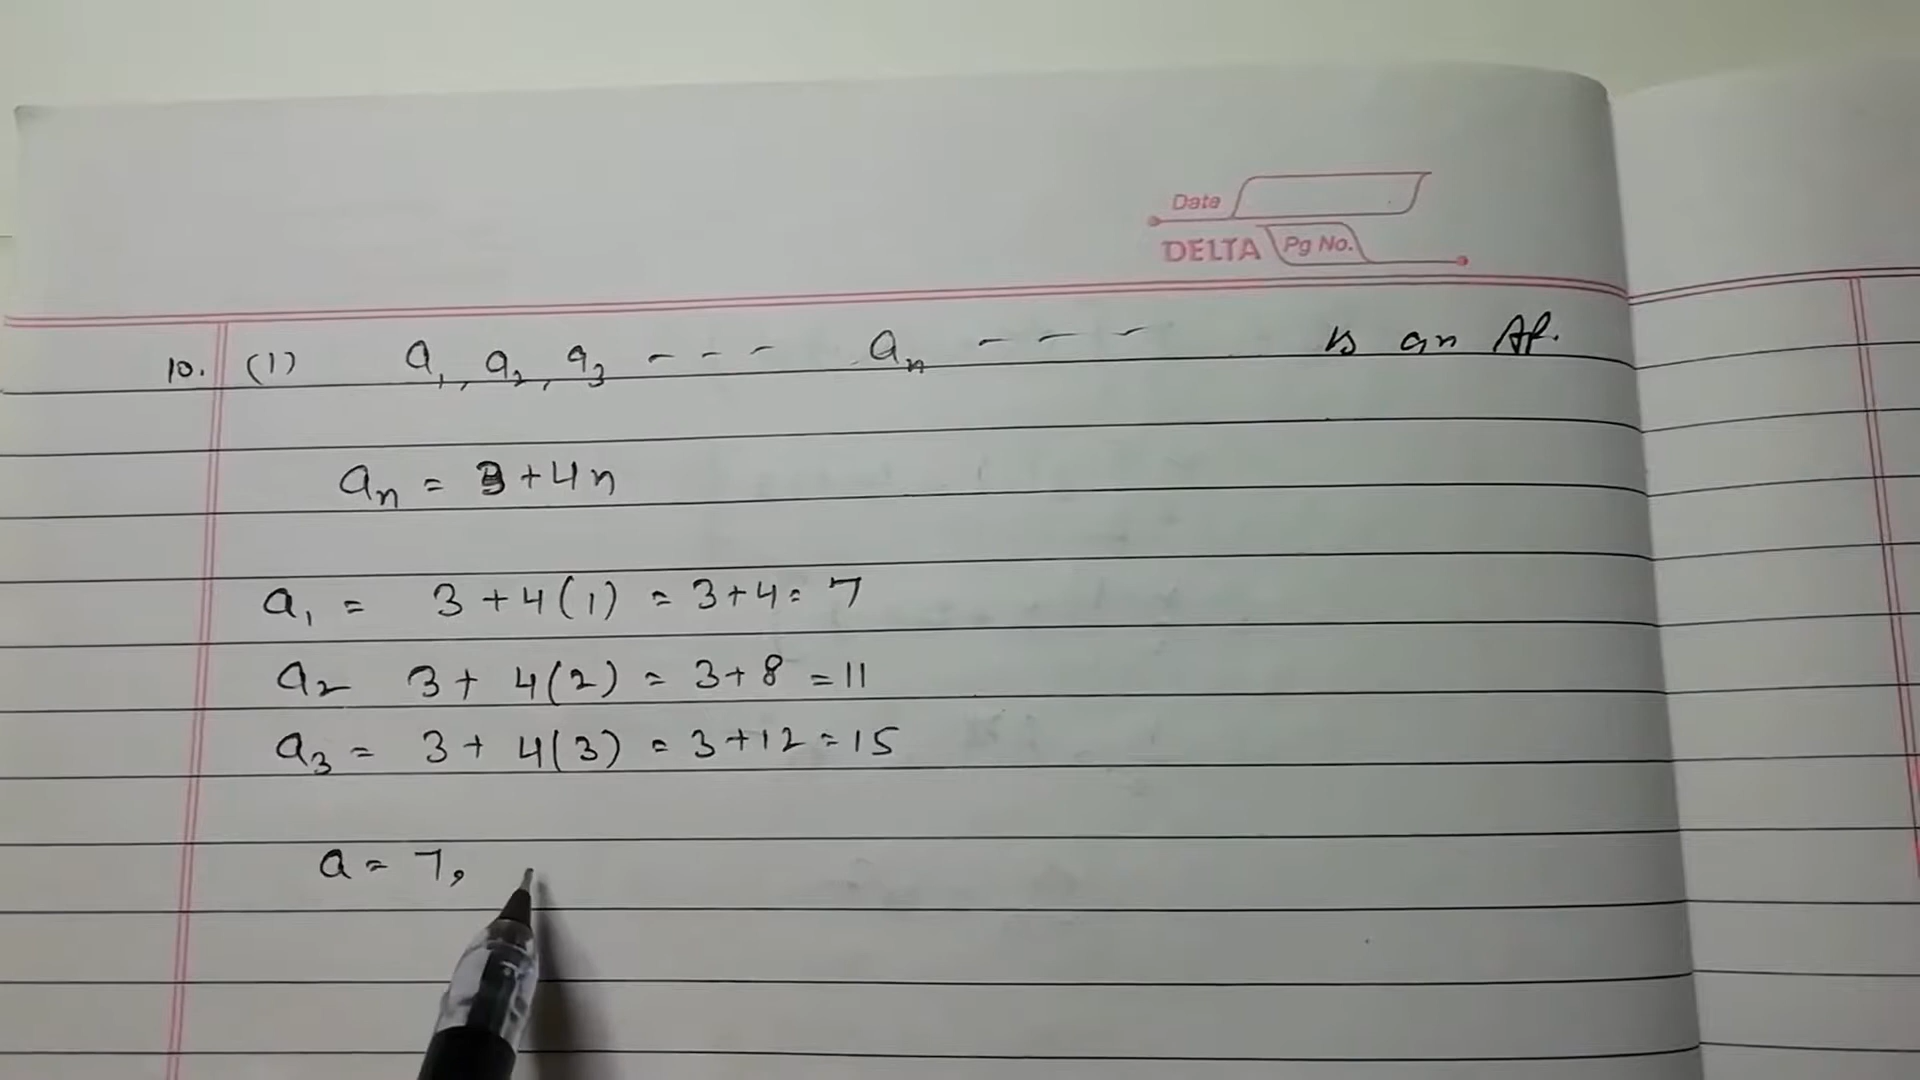 Date
DELTA Pg No.
10. (1) a₁, a₂, a₃ - - - aₙ - - - is an AP.
aₙ = 3+4n
a₁ = 3+4(1) = 3+4= 7
a₂ 3+ 4(2) = 3+8 =11
a₃ = 3+ 4(3) = 3+12=15
a= 7,